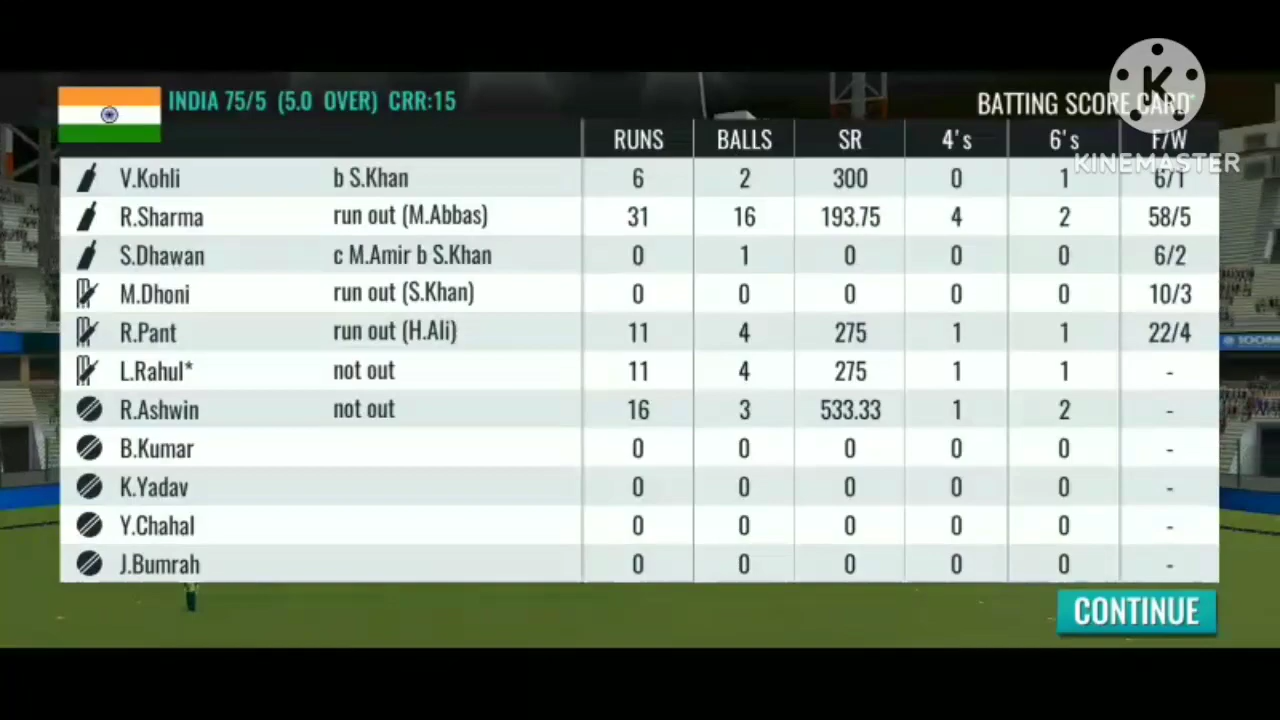 INDIA 75/5 (5.0 OVER) CRR:15
BATTING SCORE CARD*
K
KINEMASTER
RUNS BALLS SR 4's 6's F/W
V.Kohli b S.Khan 6 2 300 0 1 6/1
R.Sharma run out (M.Abbas) 31 16 193.75 4 2 58/5
S.Dhawan c M.Amir b S.Khan 0 1 0 0 0 6/2
M.Dhoni run out (S.Khan) 0 0 0 0 0 10/3
R.Pant run out (H.Ali) 11 4 275 1 1 22/4
L.Rahul* not out 11 4 275 1 1 -
R.Ashwin not out 16 3 533.33 1 2 -
B.Kumar 0 0 0 0 0 -
K.Yadav 0 0 0 0 0 -
Y.Chahal 0 0 0 0 0 -
J.Bumrah 0 0 0 0 0 -
CONTINUE